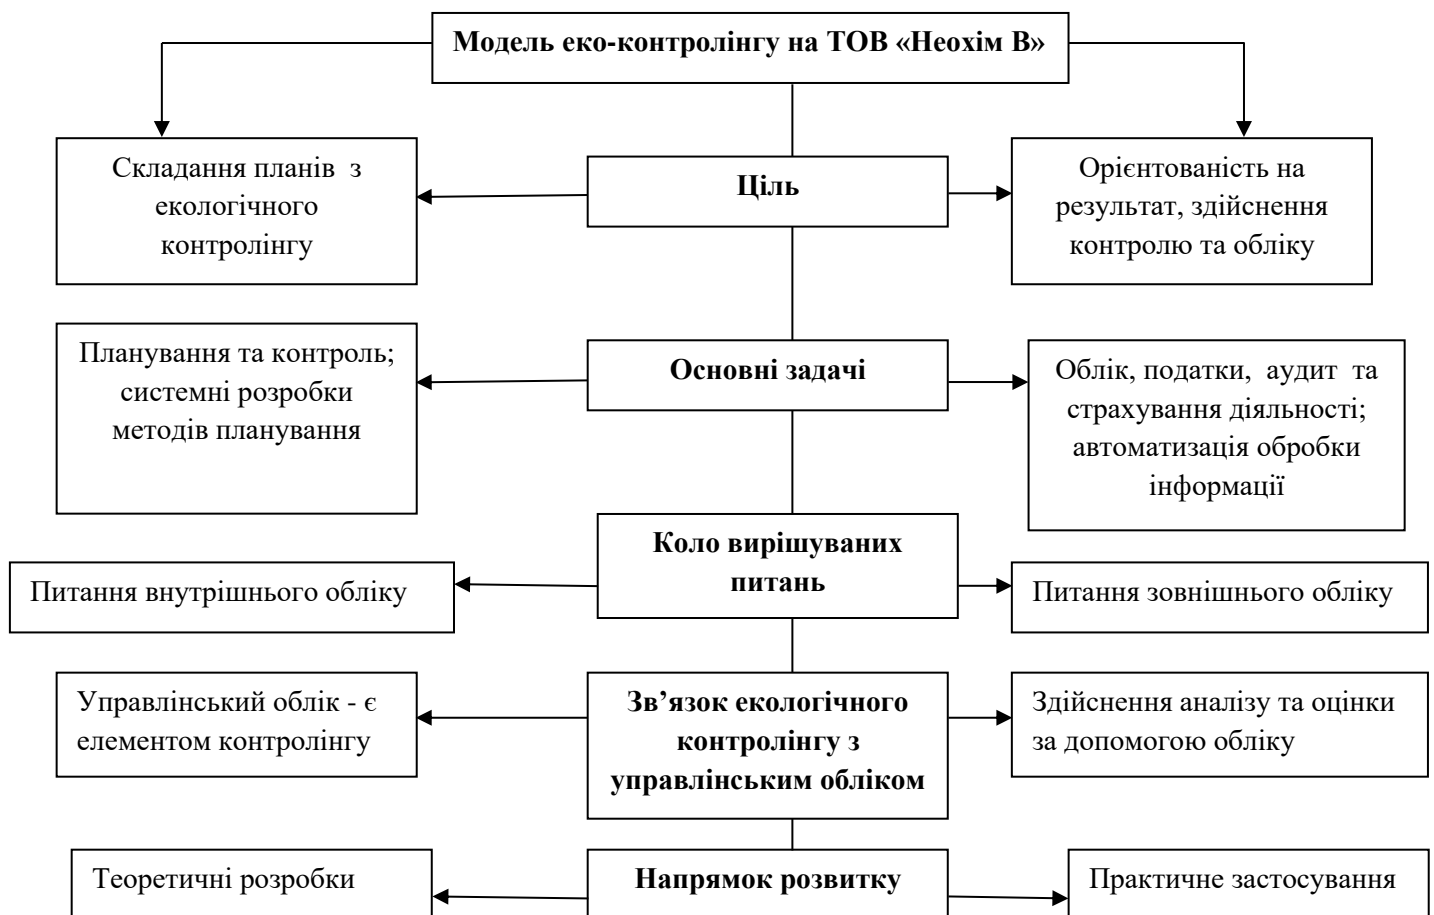 Модель еко-контролінгу на ТОВ «Неохім В»
Складання планів з
екологічного
контролінгу
Ціль
Орієнтованість на
результат, здійснення
контролю та обліку
Планування та контроль;
системні розробки
методів планування
Основні задачі
Облік, податки, аудит та
страхування діяльності;
автоматизація обробки
інформації
Коло вирішуваних
питань
Питання внутрішнього обліку
Питання зовнішнього обліку
Управлінський облік - є
елементом контролінгу
Зв’язок екологічного
контролінгу з
управлінським обліком
Здійснення аналізу та оцінки
за допомогою обліку
Теоретичні розробки
Напрямок розвитку
Практичне застосування